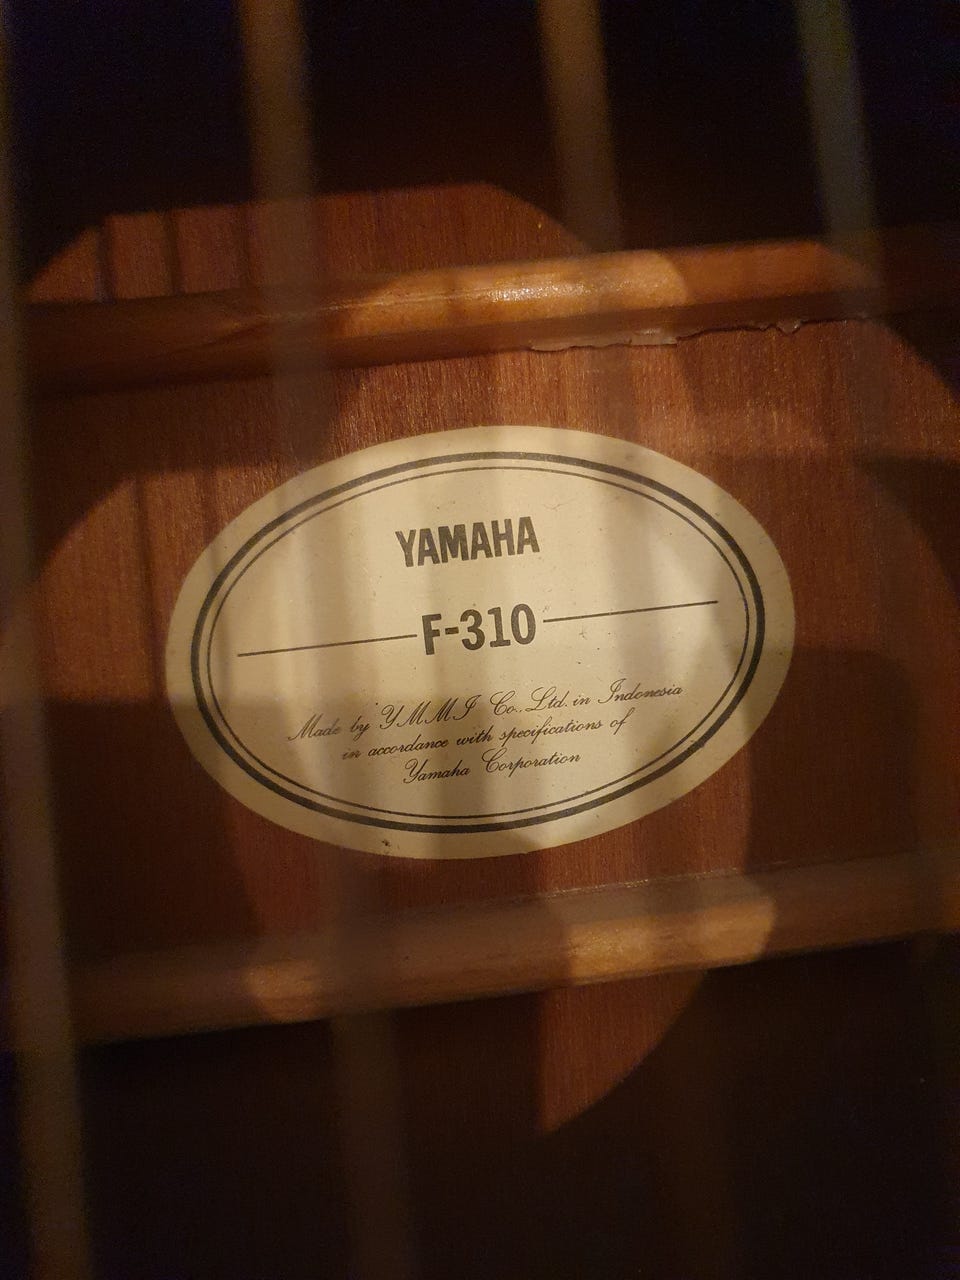 YAMAHA
F-310
Made by YMMI Co., Ltd. in Indonesia
in accordance with specifications of
Yamaha Corporation